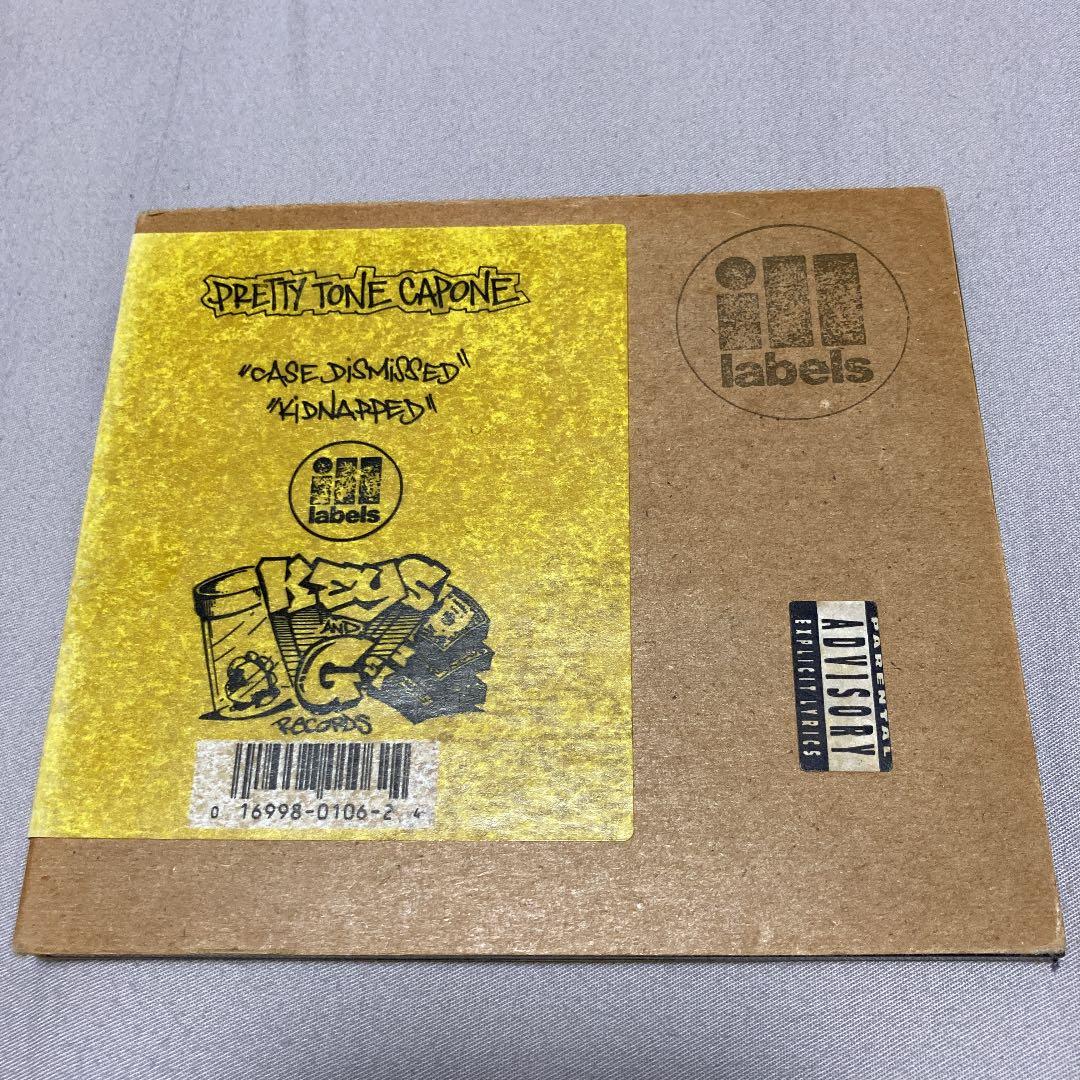 PRETTY TONE CAPONE
"CASE DISMISSED"
"KIDNAPPED"
ill
labels
KEYS
AND
G
RECORDS
0 16998-0106-2 4
ill
labels
PARENTAL
ADVISORY
EXPLICIT LYRICS